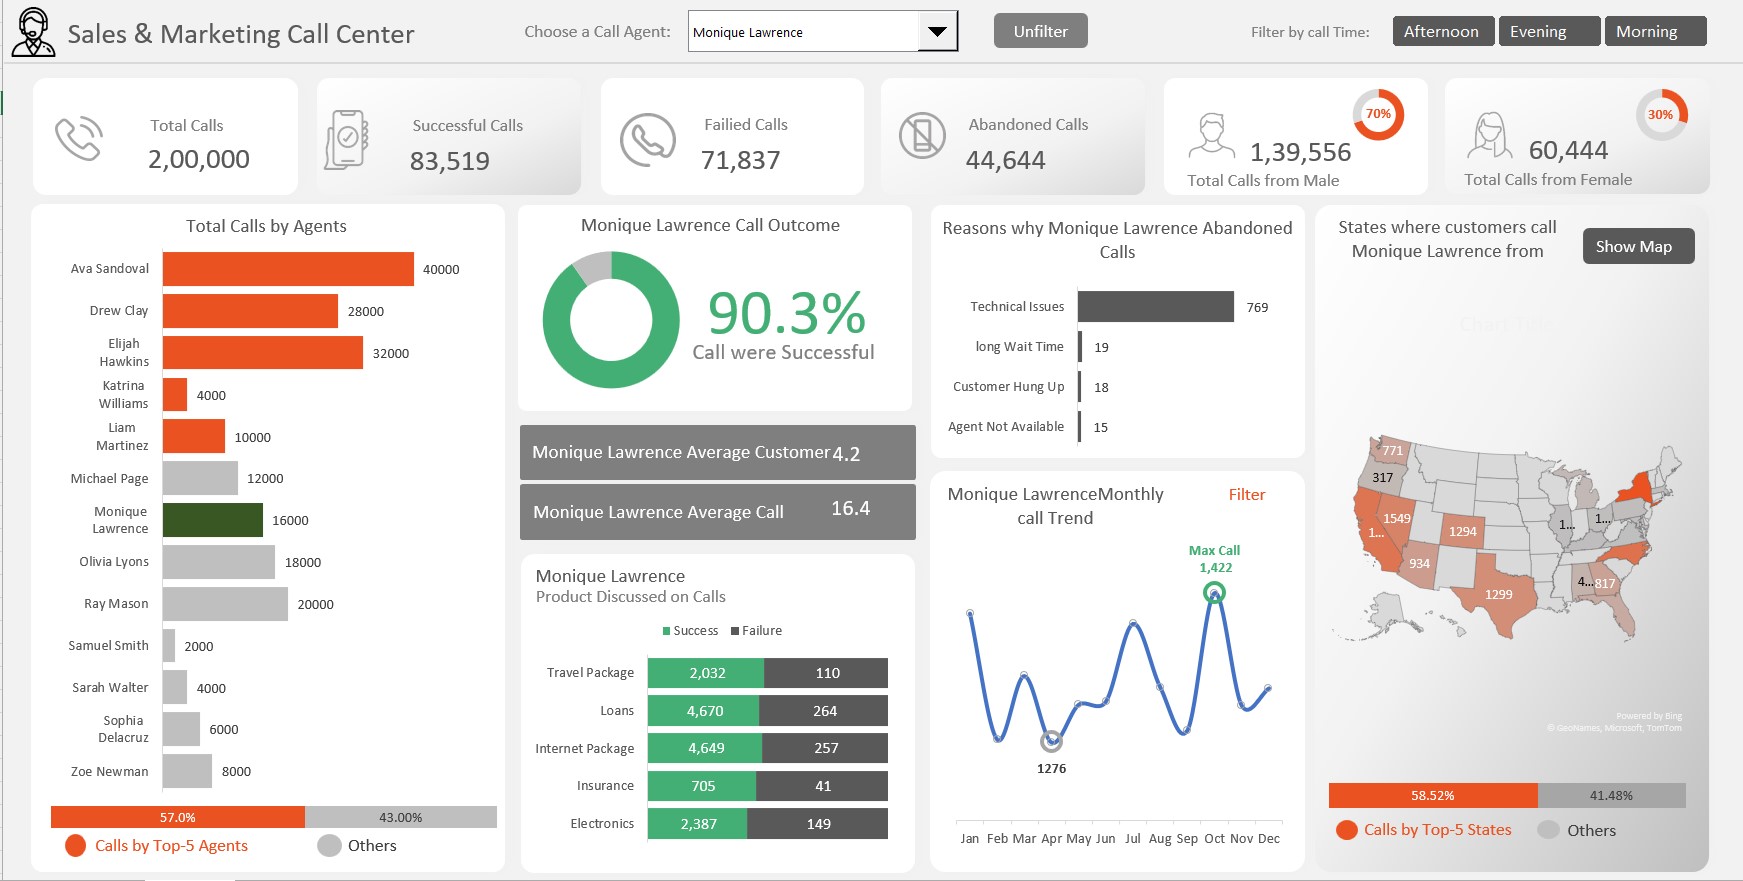 Sales & Marketing Call Center
Choose a Call Agent:
Monique Lawrence
Unfilter
Filter by call Time:
Afternoon
Evening
Morning
Total Calls
2,00,000
Successful Calls
83,519
Failied Calls
71,837
Abandoned Calls
44,644
70%
1,39,556
Total Calls from Male
30%
60,444
Total Calls from Female
Total Calls by Agents
Ava Sandoval
40000
Drew Clay
28000
Elijah
Hawkins
32000
Katrina
Williams
4000
Liam
Martinez
10000
Michael Page
12000
Monique
Lawrence
16000
Olivia Lyons
18000
Ray Mason
20000
Samuel Smith
2000
Sarah Walter
4000
Sophia
Delacruz
6000
Zoe Newman
8000
57.0%
43.00%
Calls by Top-5 Agents
Others
Monique Lawrence Call Outcome
90.3%
Call were Successful
Monique Lawrence Average Customer
4.2
Monique Lawrence Average Call
16.4
Monique Lawrence
Product Discussed on Calls
Success
Failure
Travel Package
2,032
110
Loans
4,670
264
Internet Package
4,649
257
Insurance
705
41
Electronics
2,387
149
Reasons why Monique Lawrence Abandoned
Calls
Technical Issues
769
long Wait Time
19
Customer Hung Up
18
Agent Not Available
15
Monique LawrenceMonthly
call Trend
Filter
Max Call
1,422
1276
Jan Feb Mar Apr May Jun Jul Aug Sep Oct Nov Dec
States where customers call
Monique Lawrence from
Show Map
Chart Title
771
317
1549
1...
1294
934
1299
1...
1...
4...
817
Powered by Bing
© GeoNames, Microsoft, TomTom
58.52%
41.48%
Calls by Top-5 States
Others